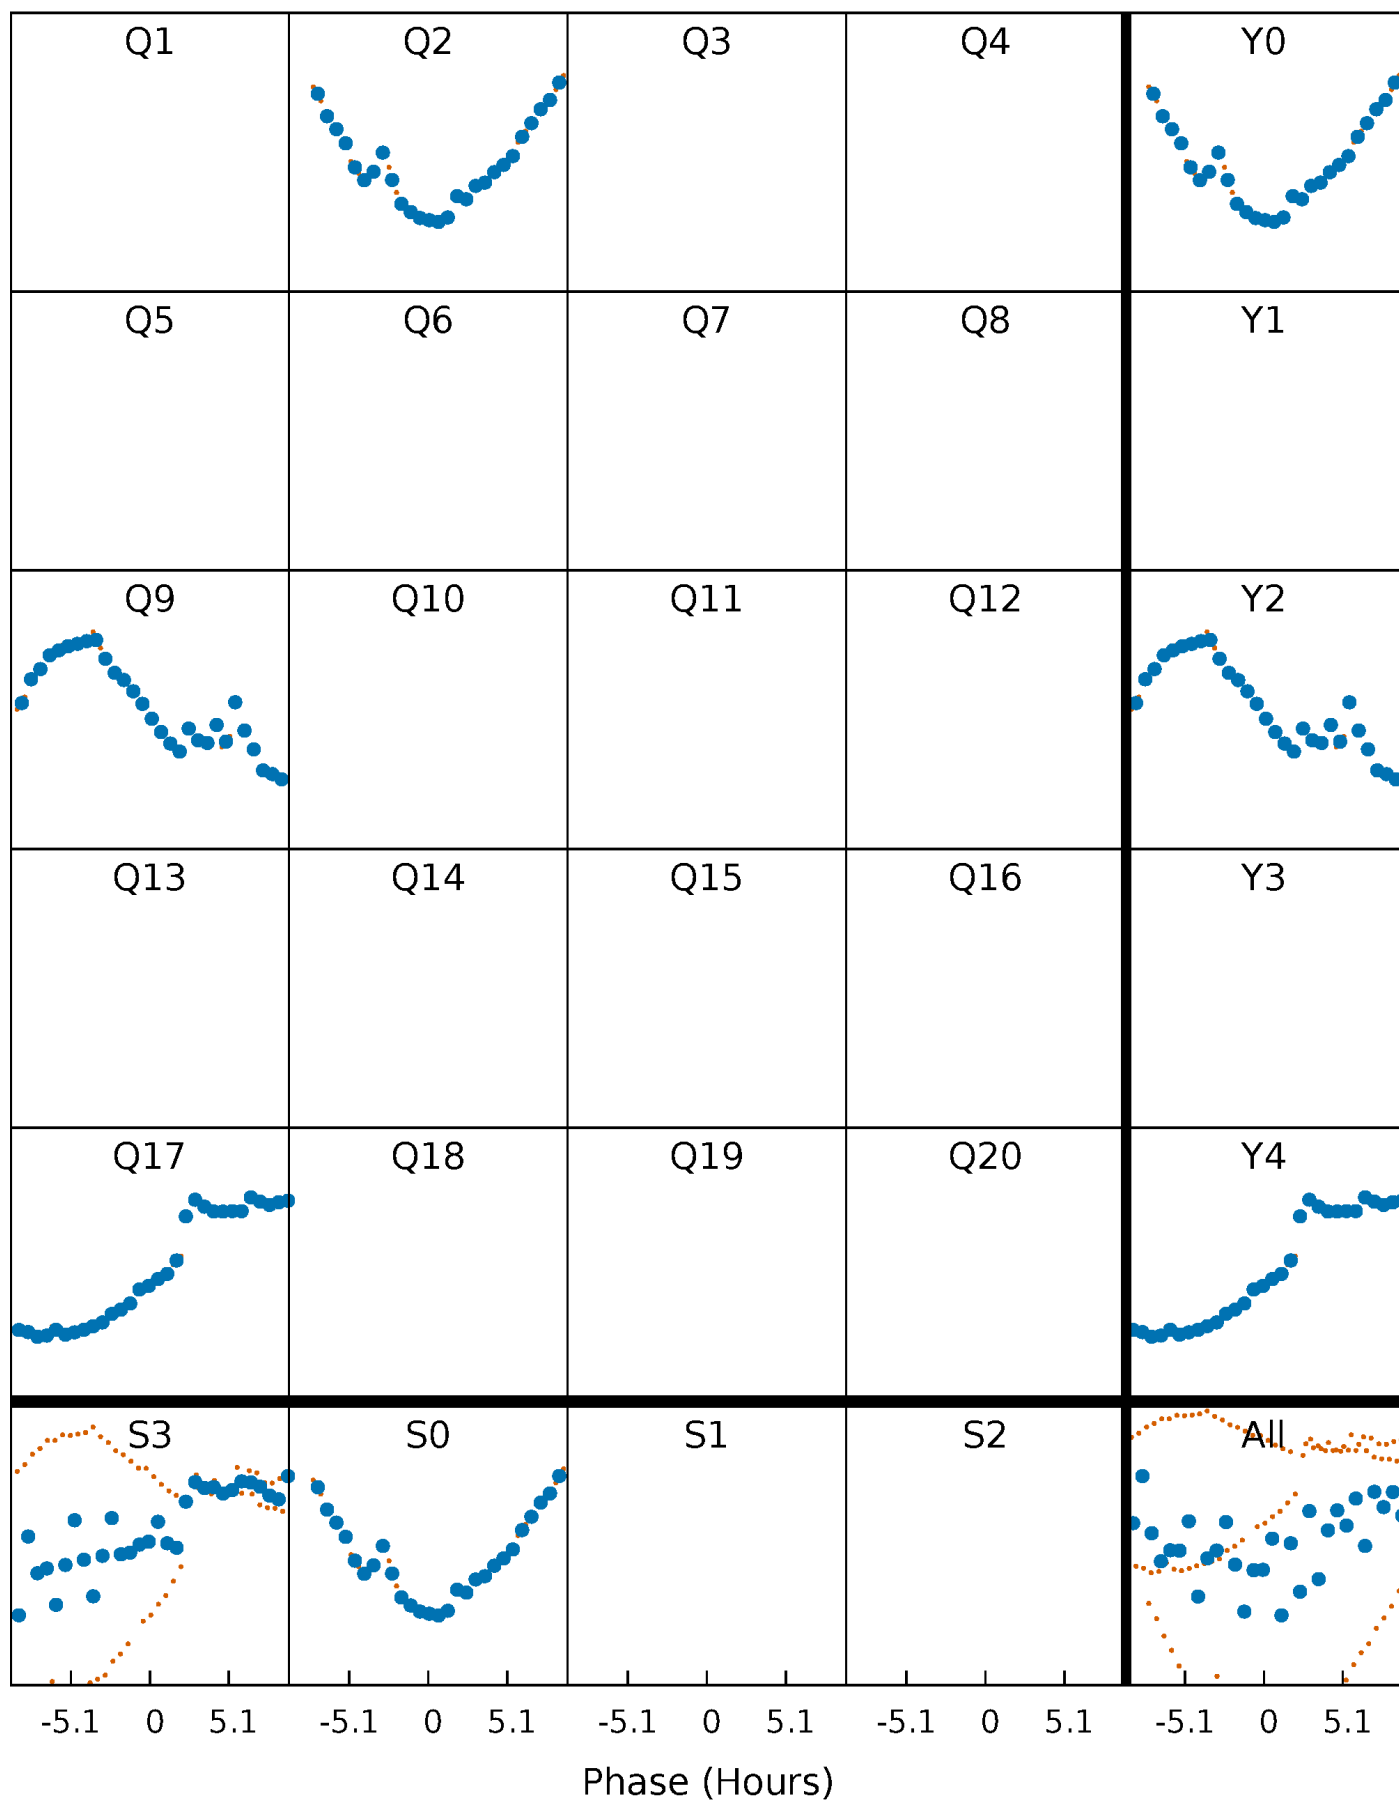 Q1 Q2 Q3 Q4 Y0
Q5 Q6 Q7 Q8 Y1
Q9 Q10 Q11 Q12 Y2
Q13 Q14 Q15 Q16 Y3
Q17 Q18 Q19 Q20 Y4
S3 S0 S1 S2 All
-5.1 0 5.1 -5.1 0 5.1 -5.1 0 5.1 -5.1 0 5.1 -5.1 0 5.1
Phase (Hours)